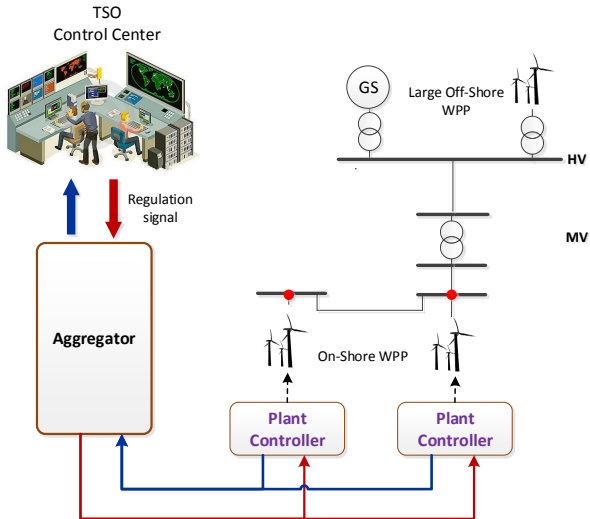 TSO
Control Center
GS
Large Off-Shore
WPP
HV
Regulation
signal
MV
Aggregator
On-Shore WPP
Plant
Controller
Plant
Controller